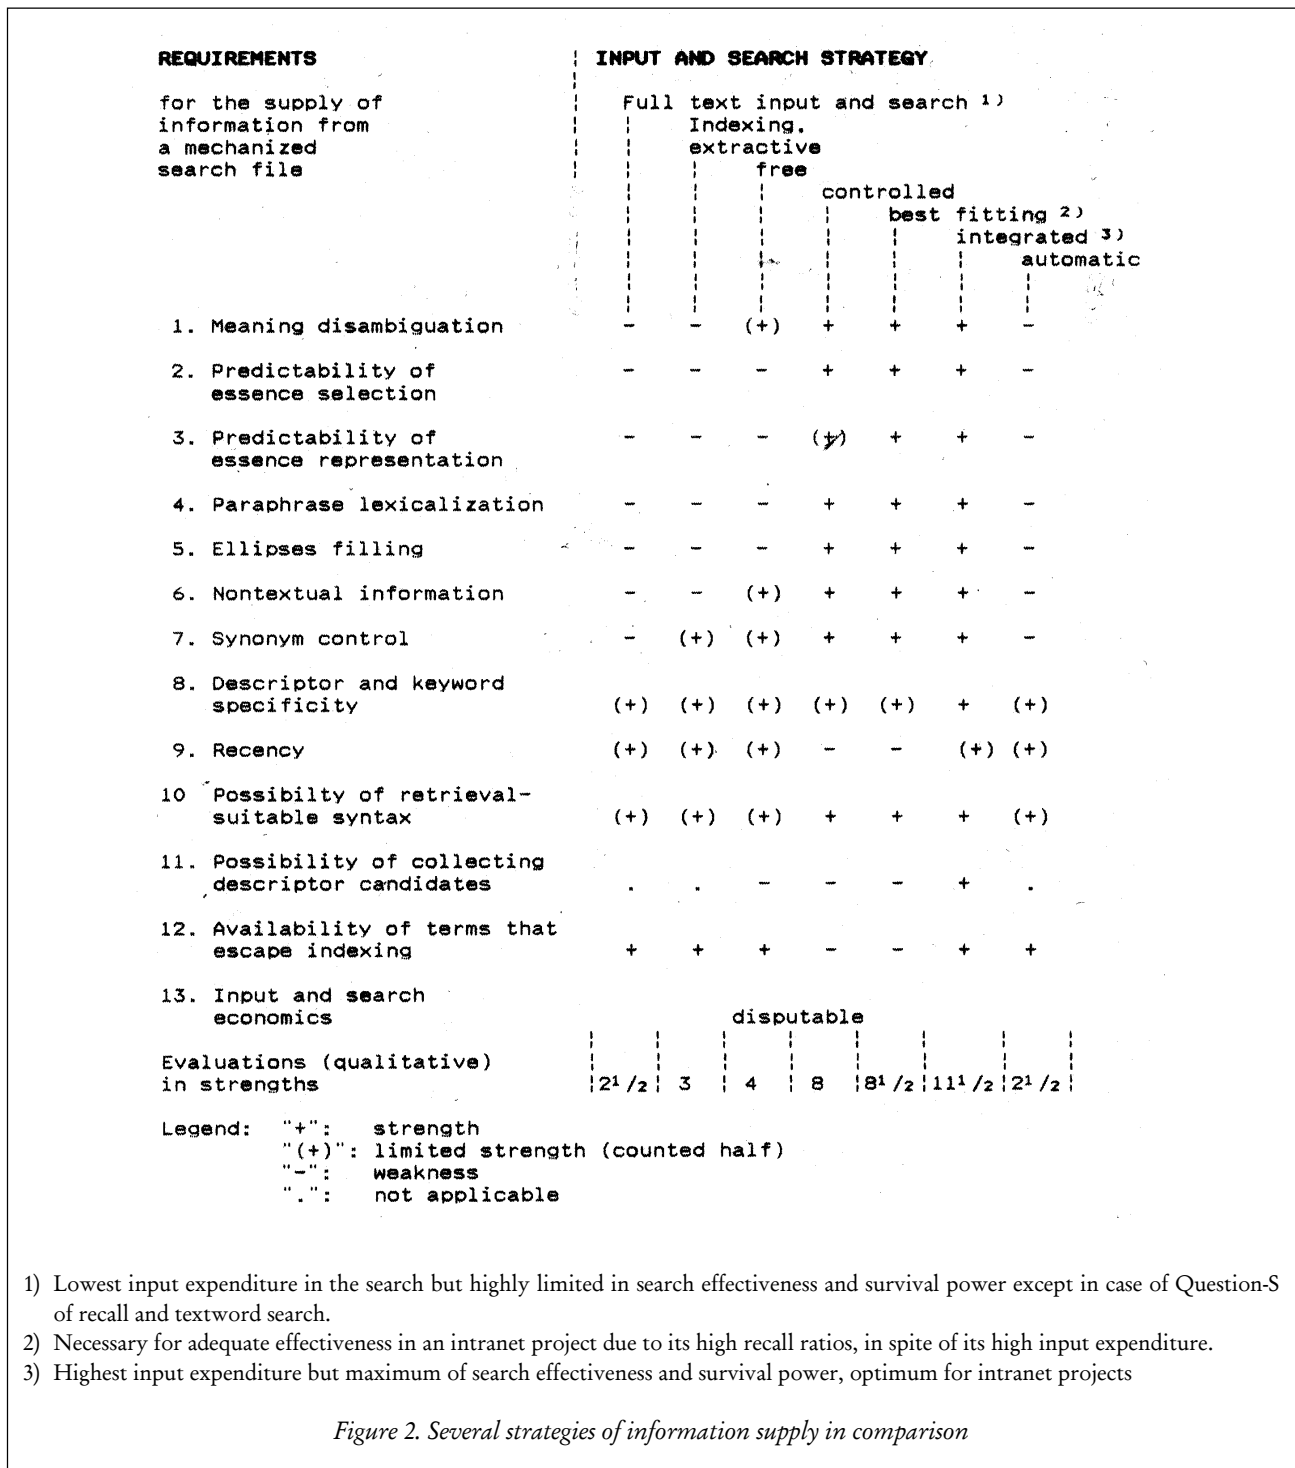 REQUIREMENTS INPUT AND SEARCH STRATEGY
for the supply of Full text input and search 1)
information from Indexing.
a mechanized extractive
search file free
controlled
best fitting 2)
integrated 3)
automatic
1. Meaning disambiguation - - (+) + + + -
2. Predictability of - - - + + + -
essence selection
3. Predictability of - - - (+) + + -
essence representation
4. Paraphrase lexicalization - - - + + + -
5. Ellipses filling - - - + + + -
6. Nontextual information - - (+) + + + -
7. Synonym control - (+) (+) + + + -
8. Descriptor and keyword
specificity (+) (+) (+) (+) (+) + (+)
9. Recency (+) (+) (+) - - (+) (+)
10 Possibilty of retrieval-
suitable syntax (+) (+) (+) + + + (+)
11. Possibility of collecting
descriptor candidates . . - - - + .
12. Availability of terms that
escape indexing + + + - - + +
13. Input and search
economics disputable
Evaluations (qualitative)
in strengths 2 1/2 3 4 8 8 1/2 11 1/2 2 1/2
Legend: "+": strength
"(+)": limited strength (counted half)
"-": weakness
".": not applicable
1) Lowest input expenditure in the search but highly limited in search effectiveness and survival power except in case of Question-S
of recall and textword search.
2) Necessary for adequate effectiveness in an intranet project due to its high recall ratios, in spite of its high input expenditure.
3) Highest input expenditure but maximum of search effectiveness and survival power, optimum for intranet projects
Figure 2. Several strategies of information supply in comparison